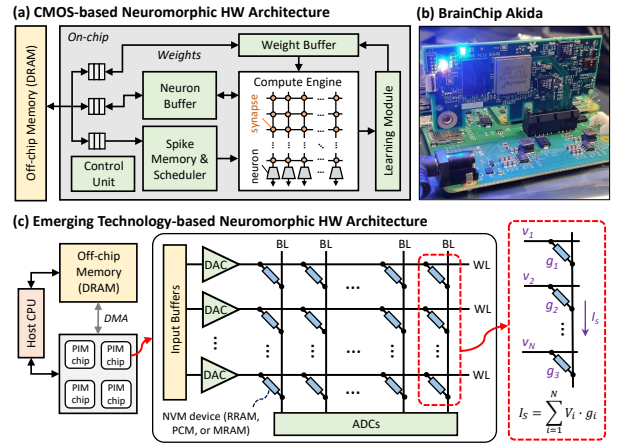 (a) CMOS-based Neuromorphic HW Architecture
On-chip
Weights
Off-chip Memory (DRAM)
Weight Buffer
Neuron
Buffer
Spike
Memory &
Scheduler
Control
Unit
Compute Engine
synapse
neuron
...
Learning Module
(b) BrainChip Akida
(c) Emerging Technology-based Neuromorphic HW Architecture
Off-chip
Memory
(DRAM)
Host CPU
DMA
PIM
chip
PIM
chip
PIM
chip
PIM
chip
Input Buffers
DAC
DAC
DAC
BL
BL
BL
BL
WL
WL
WL
...
NVM device (RRAM,
PCM, or MRAM)
ADCs
v1
g1
v2
g2
Is
...
vN
g3
IS = ∑ i=1 N Vi · gi